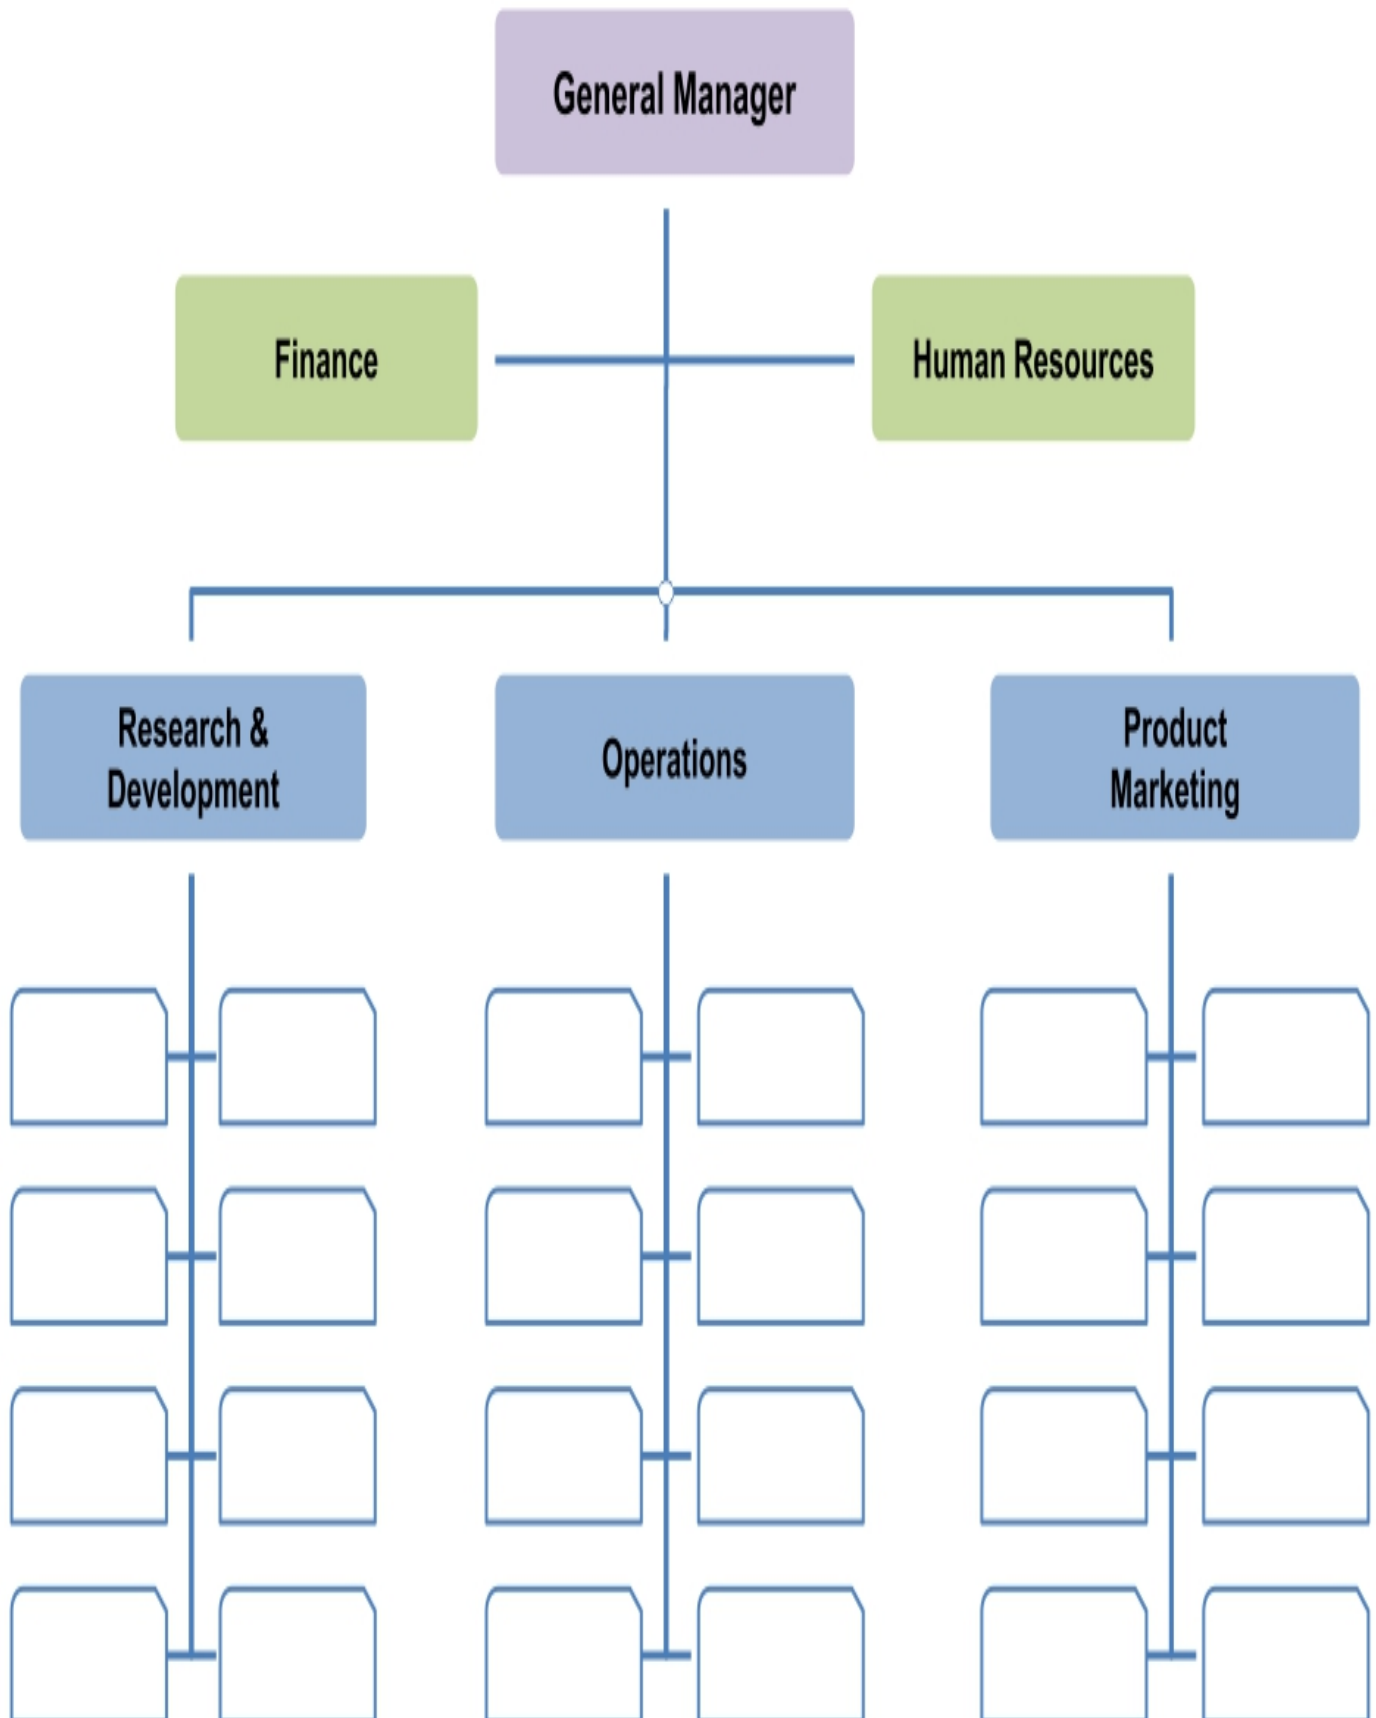 General Manager
Finance
Human Resources
Research &
Development
Operations
Product
Marketing